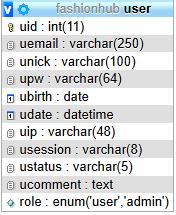 fashionhub user
uid : int(11)
uemail : varchar(250)
unick : varchar(100)
upw : varchar(64)
ubirth : date
udate : datetime
uip : varchar(48)
usession : varchar(8)
ustatus : varchar(5)
ucomment : text
role : enum('user','admin')